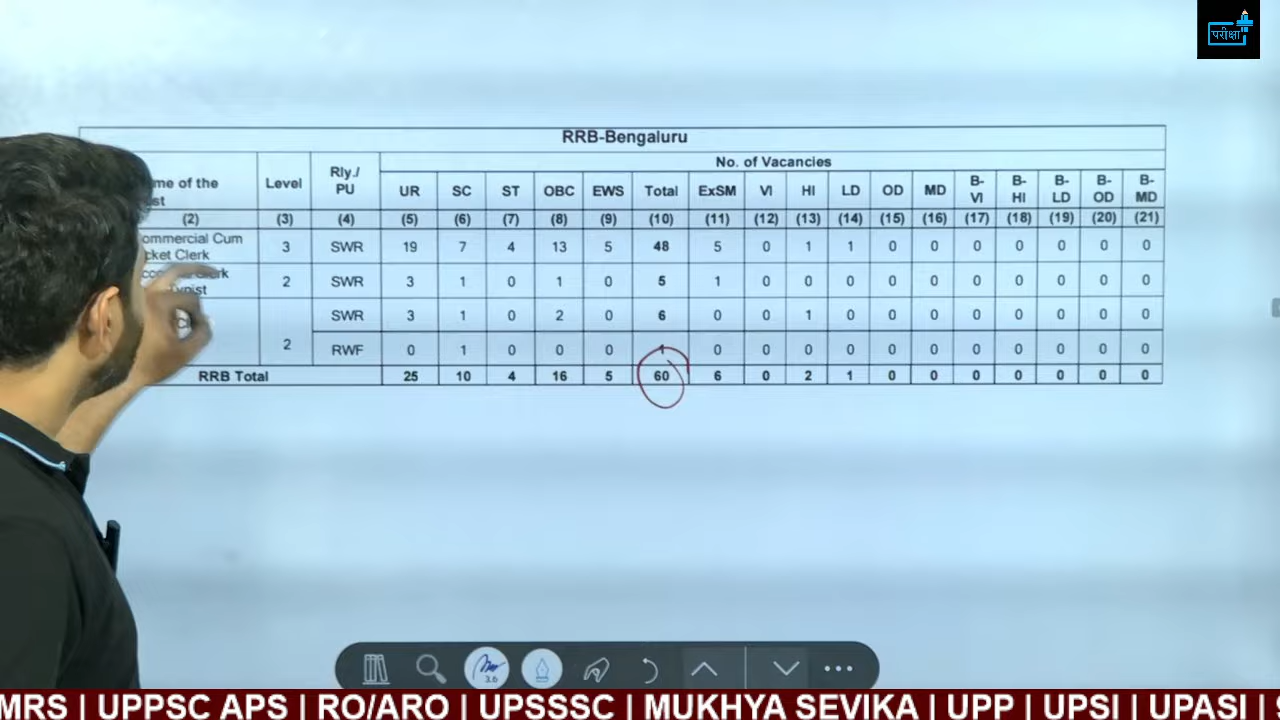 परीक्षा
RRB-Bengaluru
No. of Vacancies
me of the Level Rly./ PU UR SC ST OBC EWS Total ExSM VI HI LD OD MD B-VI B-HI B-LD B-OD B-MD
(2) (3) (4) (5) (6) (7) (8) (9) (10) (11) (12) (13) (14) (15) (16) (17) (18) (19) (20) (21)
ommercial Cum
cket Clerk 3 SWR 19 7 4 13 5 48 5 0 1 1 0 0 0 0 0 0 0
2 SWR 3 1 0 1 0 5 1 0 0 0 0 0 0 0 0 0 0
SWR 3 1 0 2 0 6 0 0 1 0 0 0 0 0 0 0 0
2 RWF 0 1 0 0 0 1 0 0 0 0 0 0 0 0 0 0 0
RRB Total 25 10 4 16 5 60 6 0 2 1 0 0 0 0 0 0 0
3.6
MRS | UPPSC APS | RO/ARO | UPSSSC | MUKHYA SEVIKA | UPP | UPSI | UPASI |